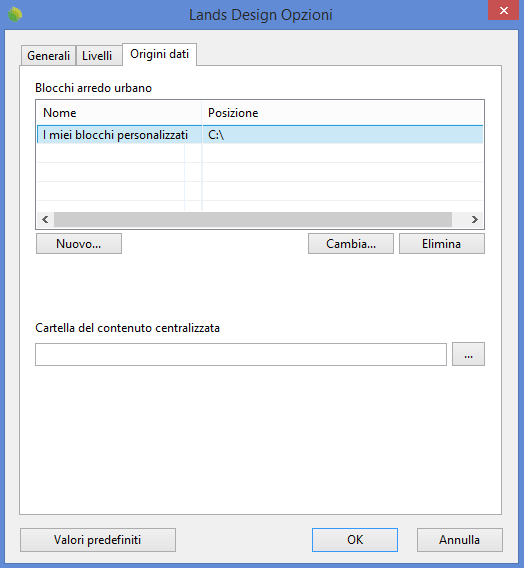 Lands Design Opzioni
Generali Livelli Origini dati
Blocchi arredo urbano
Nome Posizione
I miei blocchi personalizzati C:\
Nuovo... Cambia... Elimina
Cartella del contenuto centralizzata
...
Valori predefiniti OK Annulla